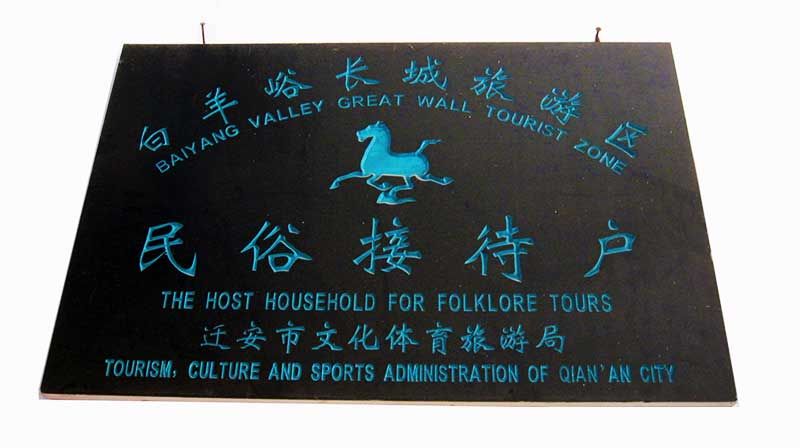 白羊峪长城旅游区
BAIYANG VALLEY GREAT WALL TOURIST ZONE
民俗接待户
THE HOST HOUSEHOLD FOR FOLKLORE TOURS
迁安市文化体育旅游局
TOURISM, CULTURE AND SPORTS ADMINISTRATION OF QIAN'AN CITY